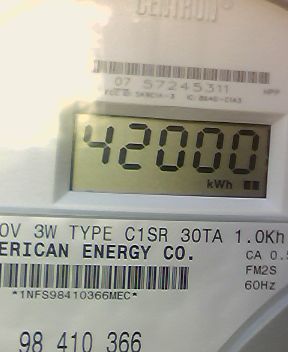 CENTRON®
07 57245311
42000
kWh
0V 3W TYPE C1SR 30TA 1.0Kh
ERICAN ENERGY CO.
CA 0.5
FM2S
60Hz
*1NFS98410366MEC*
98 410 366